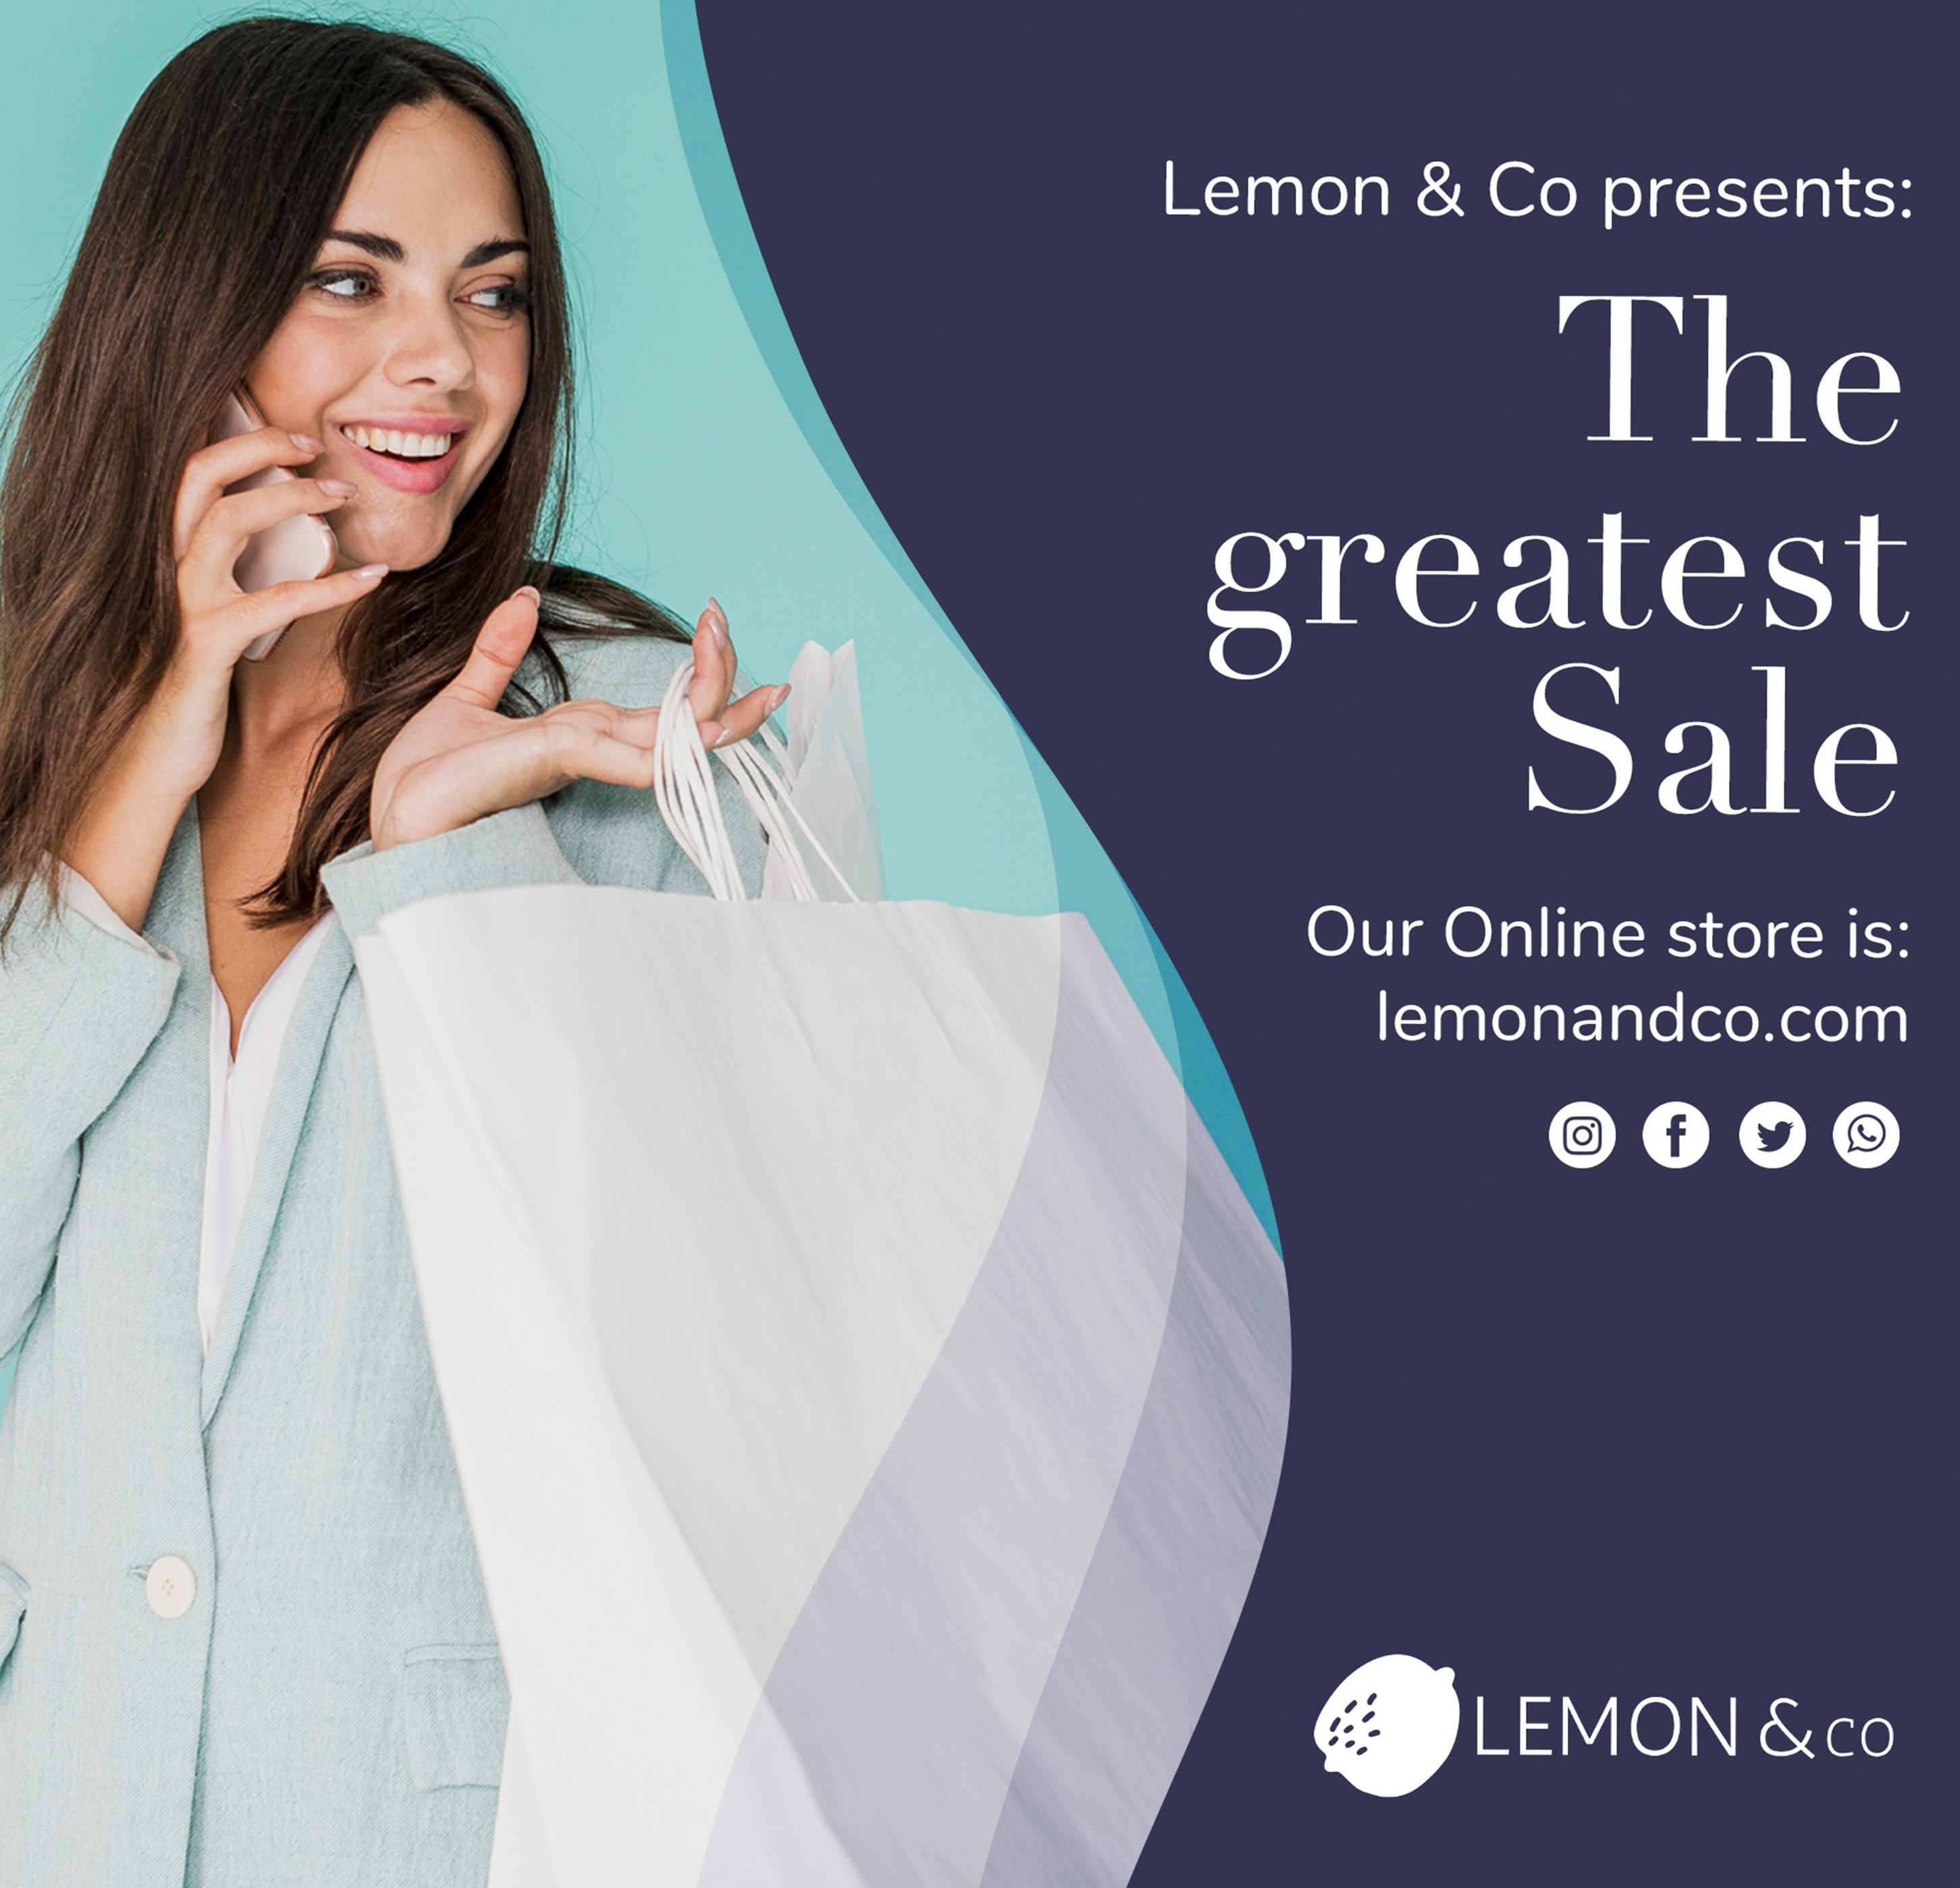 Lemon & Co presents:
The
greatest
Sale
Our Online store is:
lemonandco.com
LEMON & co